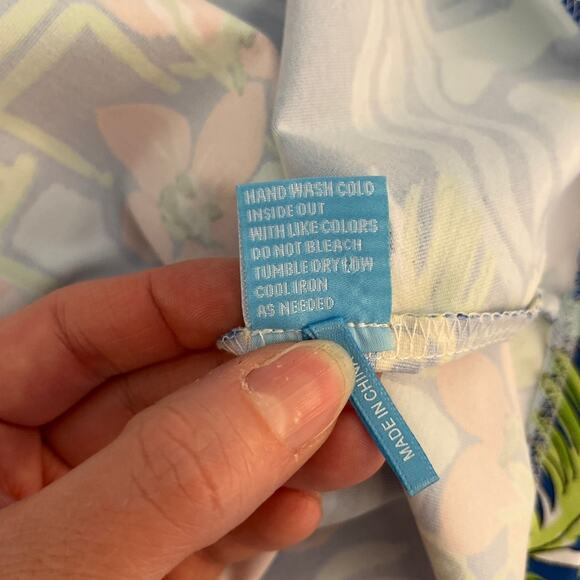 HAND WASH COLD
INSIDE OUT
WITH LIKE COLORS
DO NOT BLEACH
TUMBLE DRY LOW
COOL IRON
AS NEEDED
MADE IN CHINA